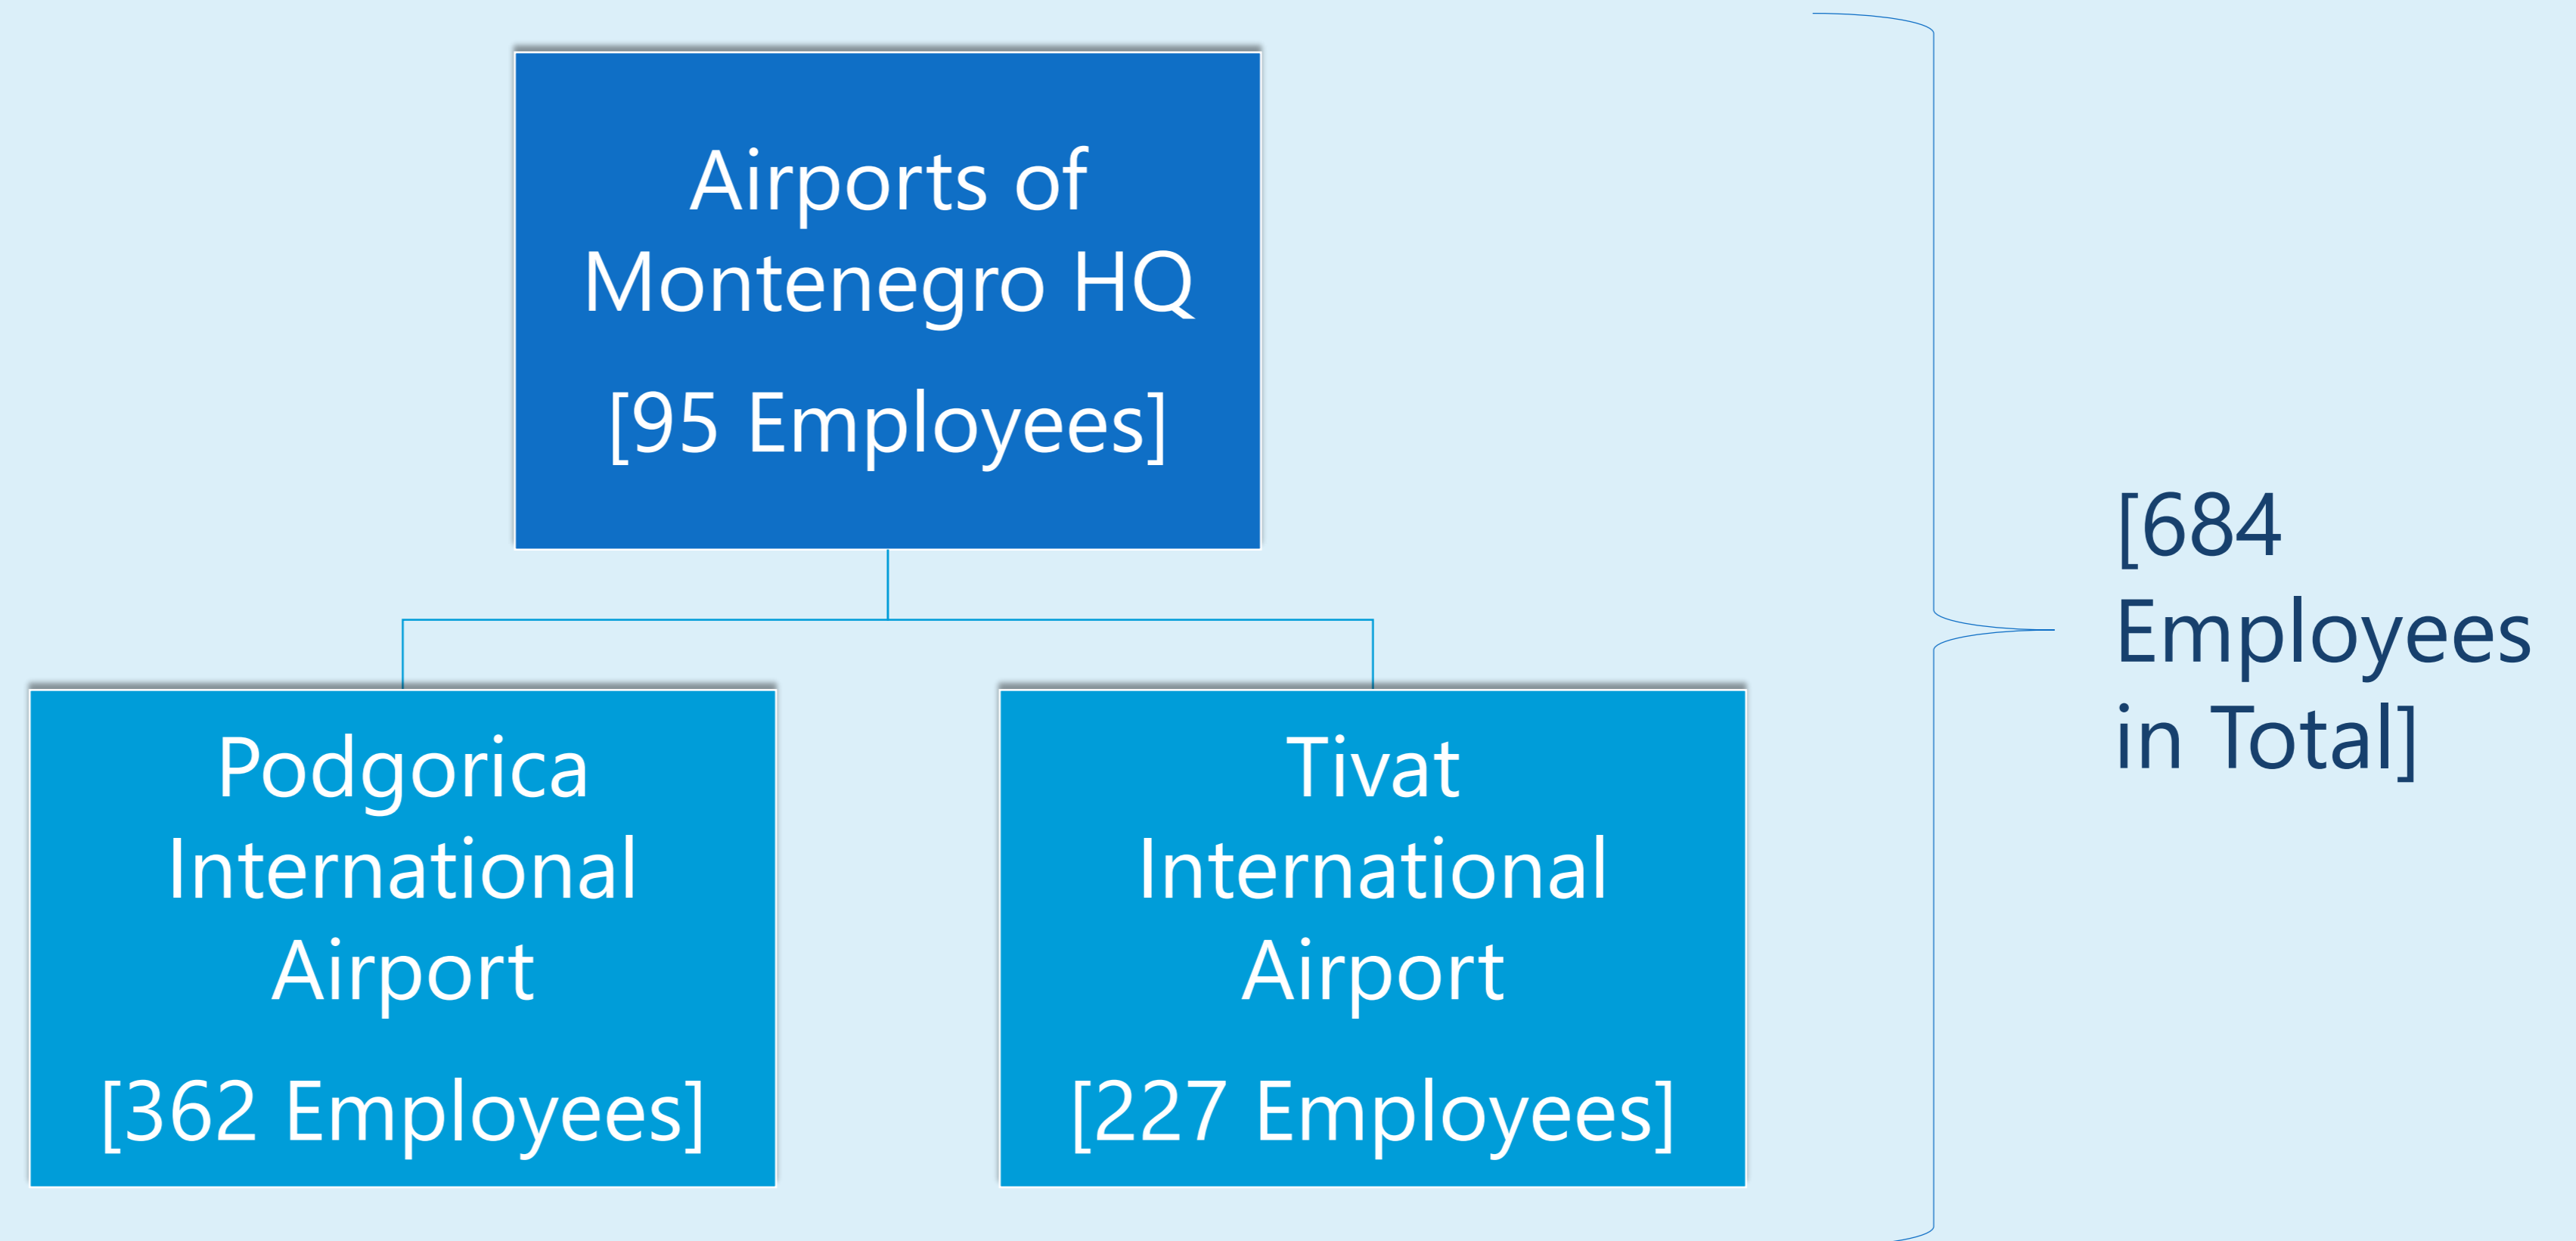 Airports of
Montenegro HQ
[95 Employees]
Podgorica
International
Airport
[362 Employees]
Tivat
International
Airport
[227 Employees]
[684
Employees
in Total]